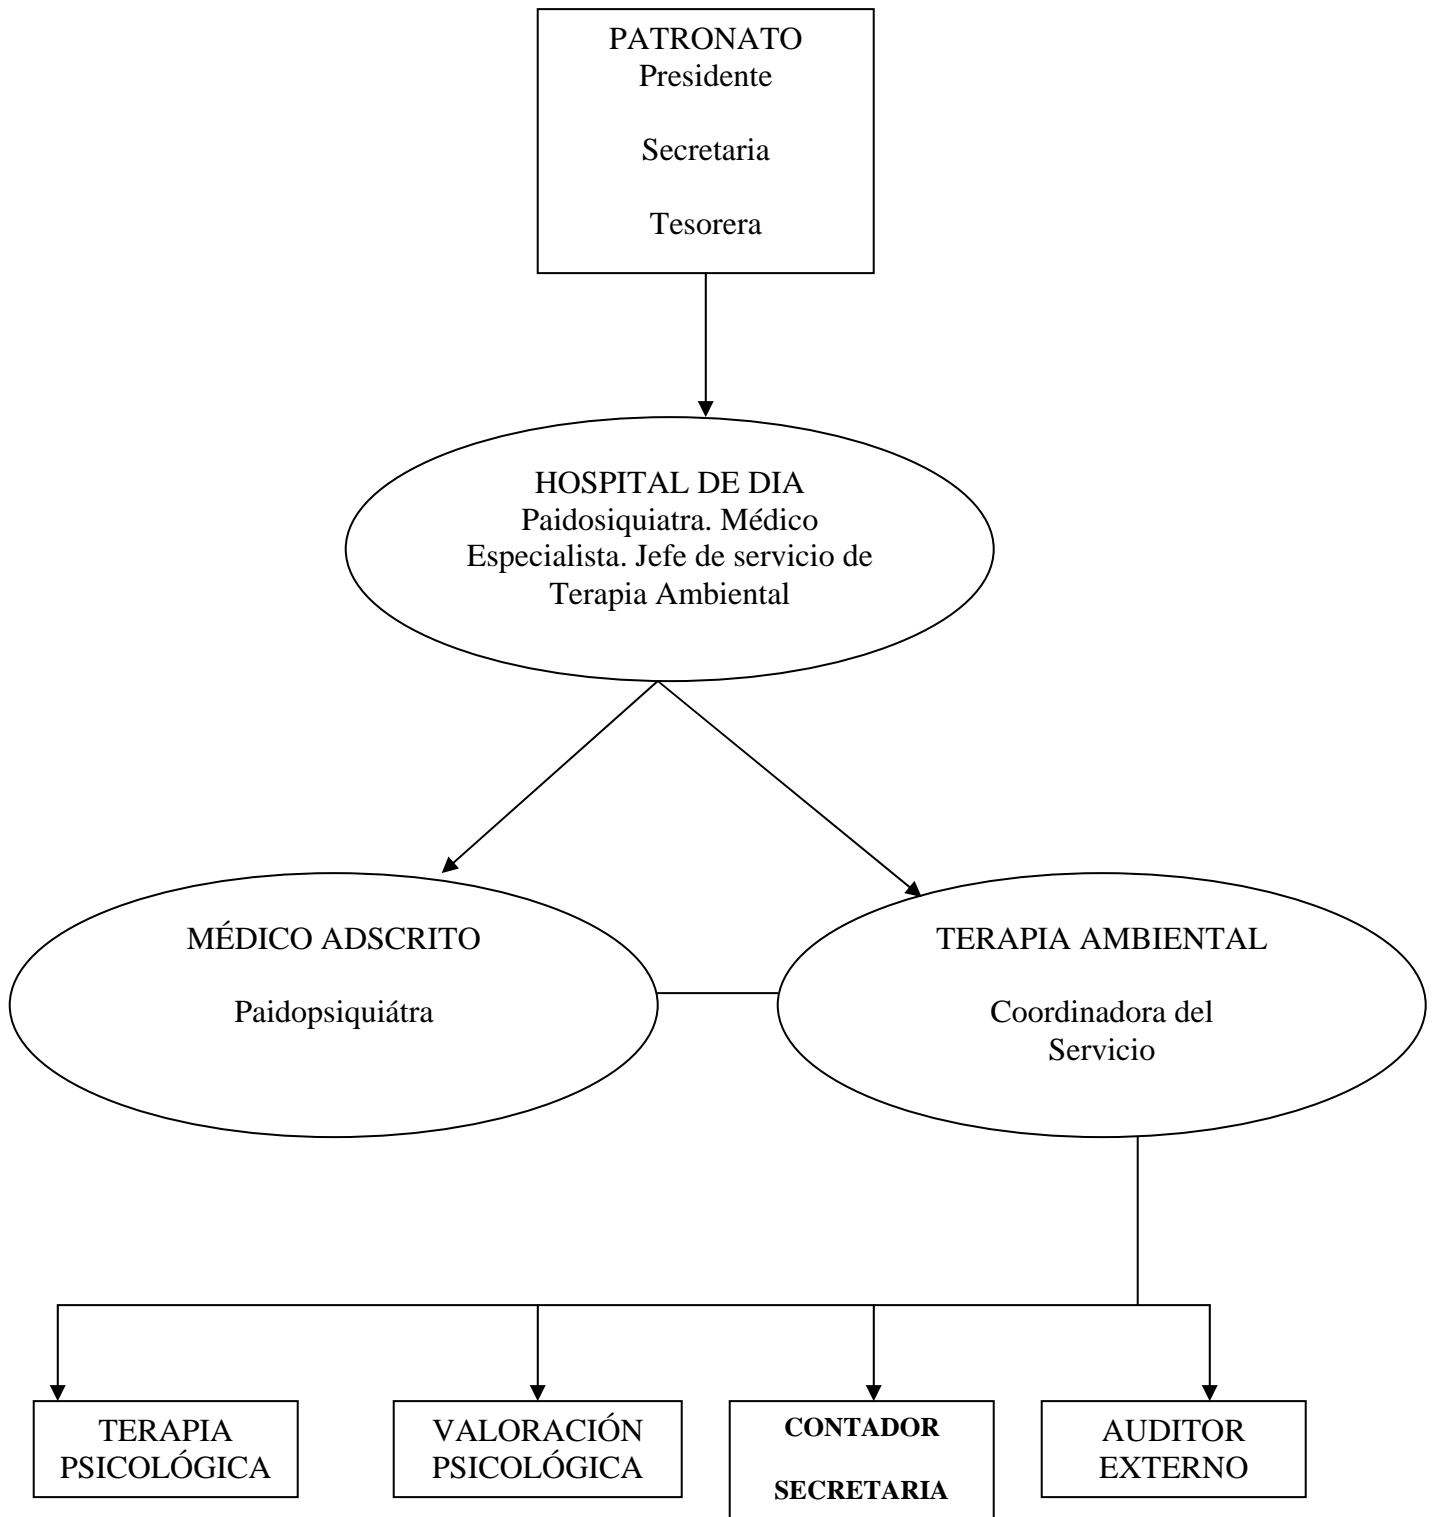 PATRONATO
Presidente
Secretaria
Tesorera
HOSPITAL DE DIA
Paidosiquiatra. Médico
Especialista. Jefe de servicio de
Terapia Ambiental
MÉDICO ADSCRITO
Paidopsiquiátra
TERAPIA AMBIENTAL
Coordinadora del
Servicio
TERAPIA
PSICOLÓGICA
VALORACIÓN
PSICOLÓGICA
CONTADOR
SECRETARIA
AUDITOR
EXTERNO